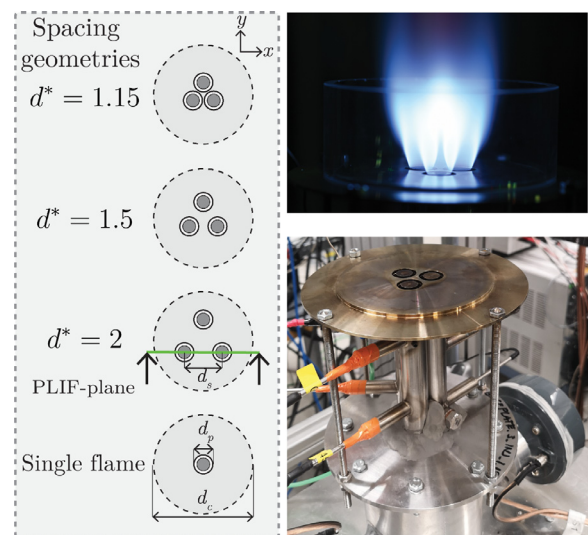 Spacing
geometries
y
x
d* = 1.15
d* = 1.5
d* = 2
PLIF-plane
d_s
d_p
Single flame
d_c